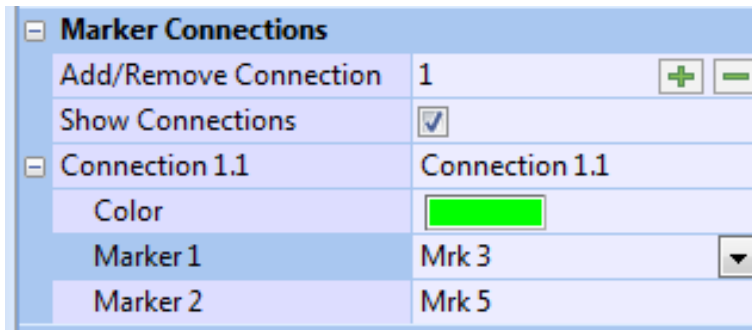 Marker Connections
Add/Remove Connection 1
Show Connections
Connection 1.1 Connection 1.1
Color
Marker 1 Mrk 3
Marker 2 Mrk 5